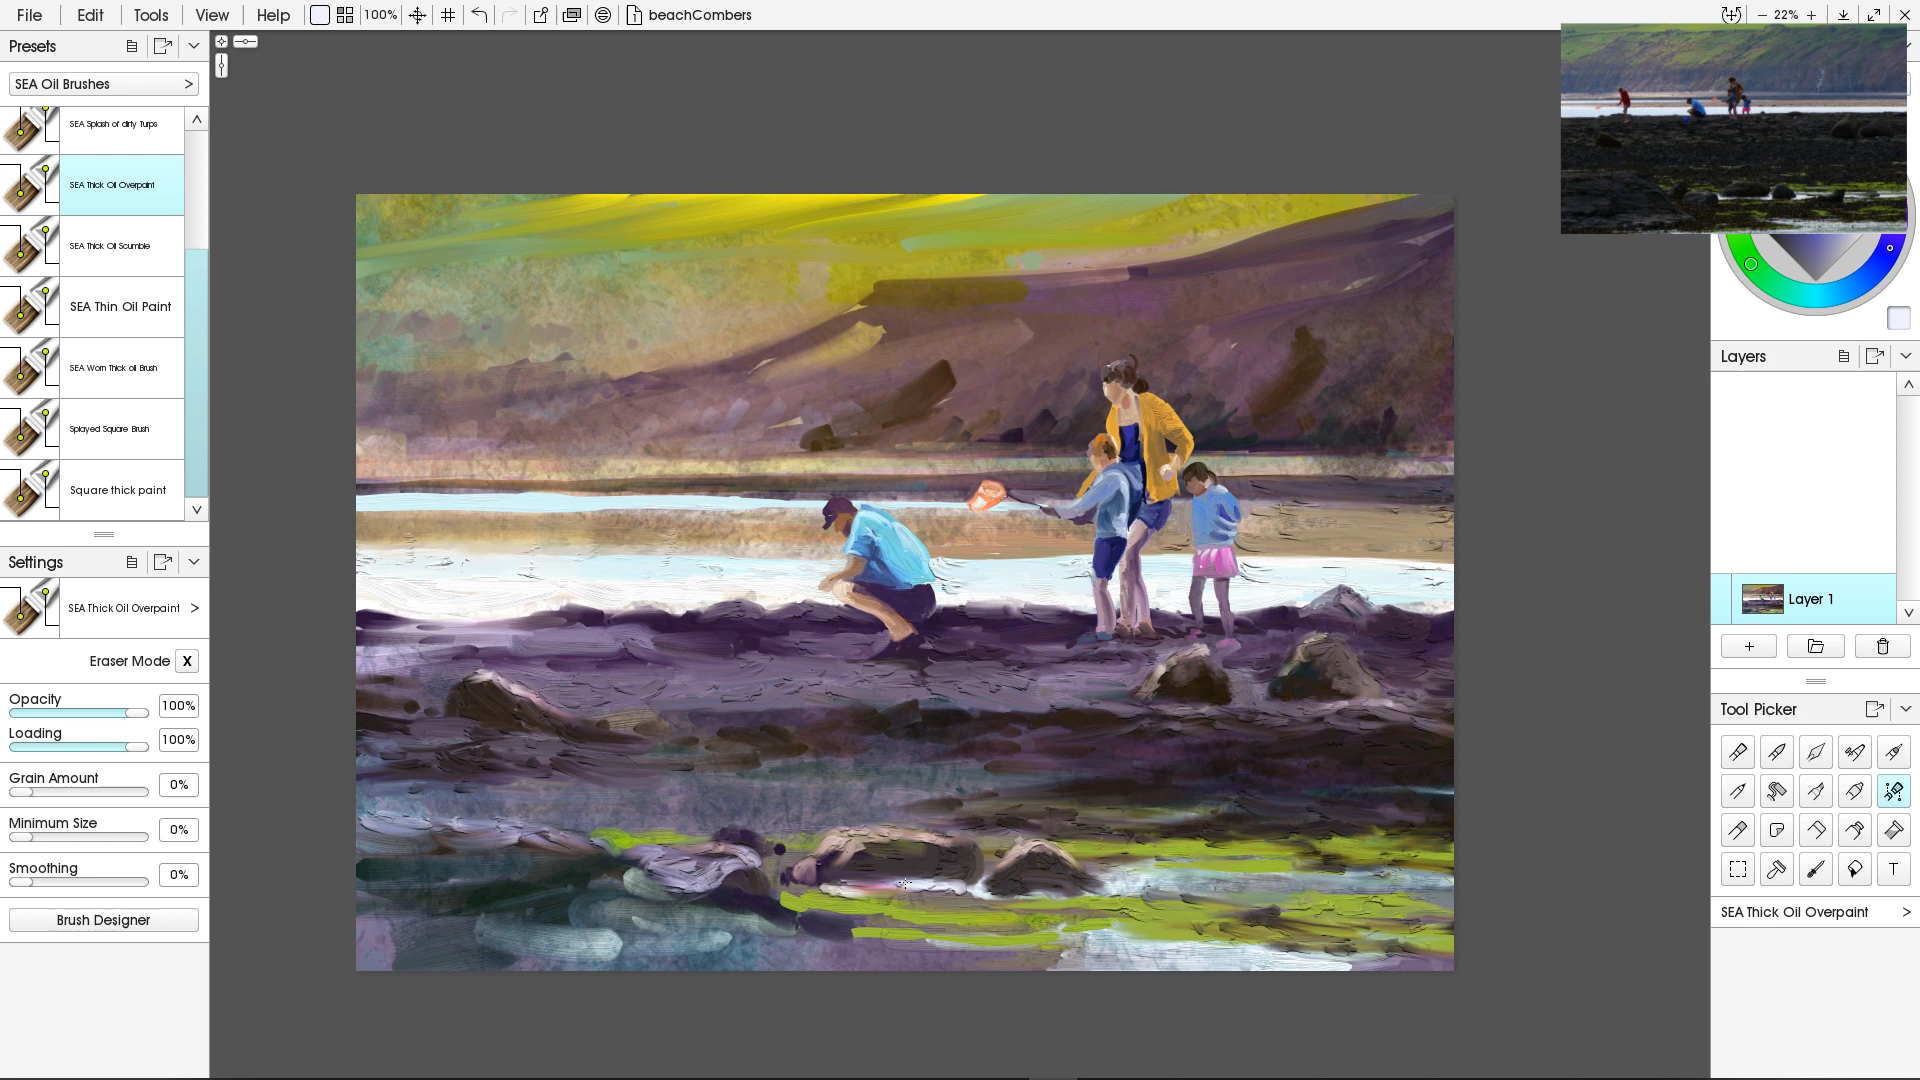 File Edit Tools View Help 100% beachCombers 22%
Presets
SEA Oil Brushes >
SEA Splash of dirty Turps
SEA Thick Oil Overpaint
SEA Thick Oil Scumble
SEA Thin Oil Paint
SEA Worn Thick oil Brush
Splayed Square Brush
Square thick paint
Settings
SEA Thick Oil Overpaint >
Eraser Mode X
Opacity 100%
Loading 100%
Grain Amount 0%
Minimum Size 0%
Smoothing 0%
Brush Designer
Layers
Layer 1
Tool Picker
T
SEA Thick Oil Overpaint >